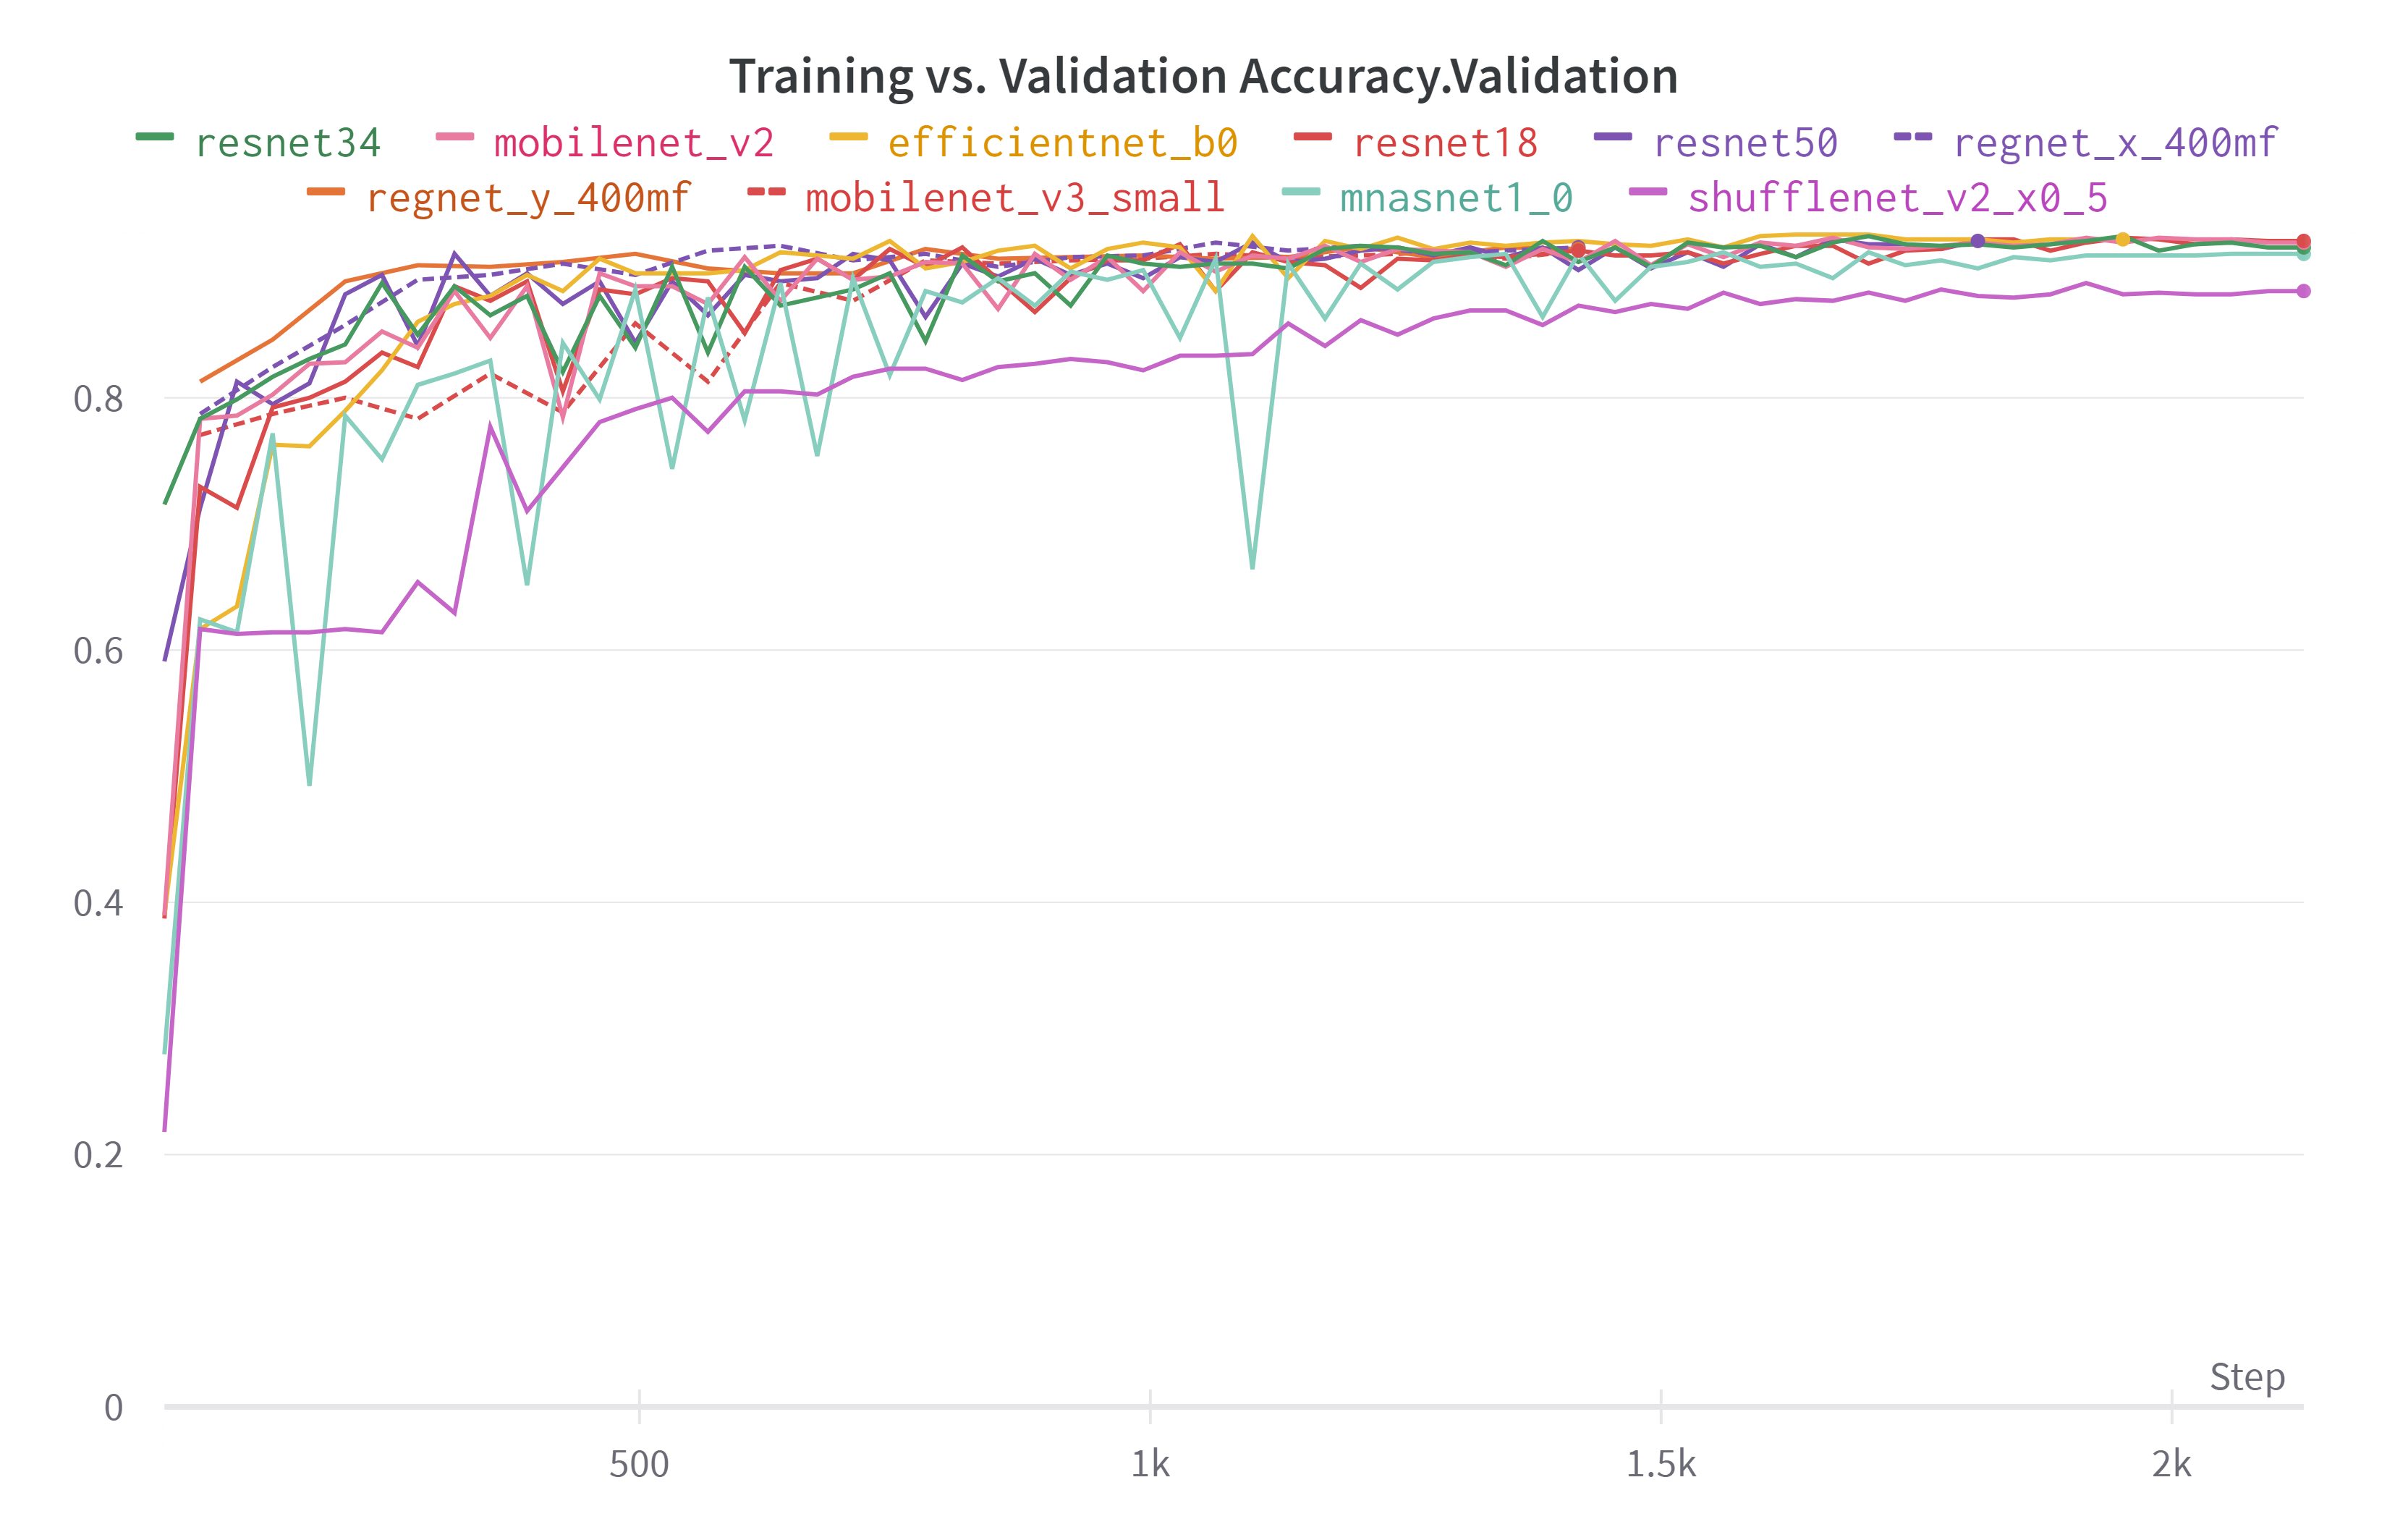 Training vs. Validation Accuracy.Validation
resnet34 mobilenet_v2 efficientnet_b0 resnet18 resnet50 regnet_x_400mf
regnet_y_400mf mobilenet_v3_small mnasnet1_0 shufflenet_v2_x0_5
0.8
0.6
0.4
0.2
Step
0
500 1k 1.5k 2k